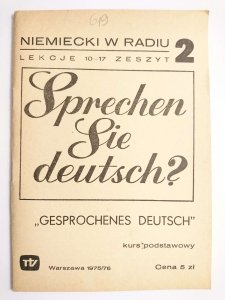 619
NIEMIECKI W RADIU
LEKCJE 10-17 ZESZYT 2
Sprechen
Sie
deutsch?
„GESPROCHENES DEUTSCH"
kurs podstawowy
Warszawa 1975/76 Cena 5 zł